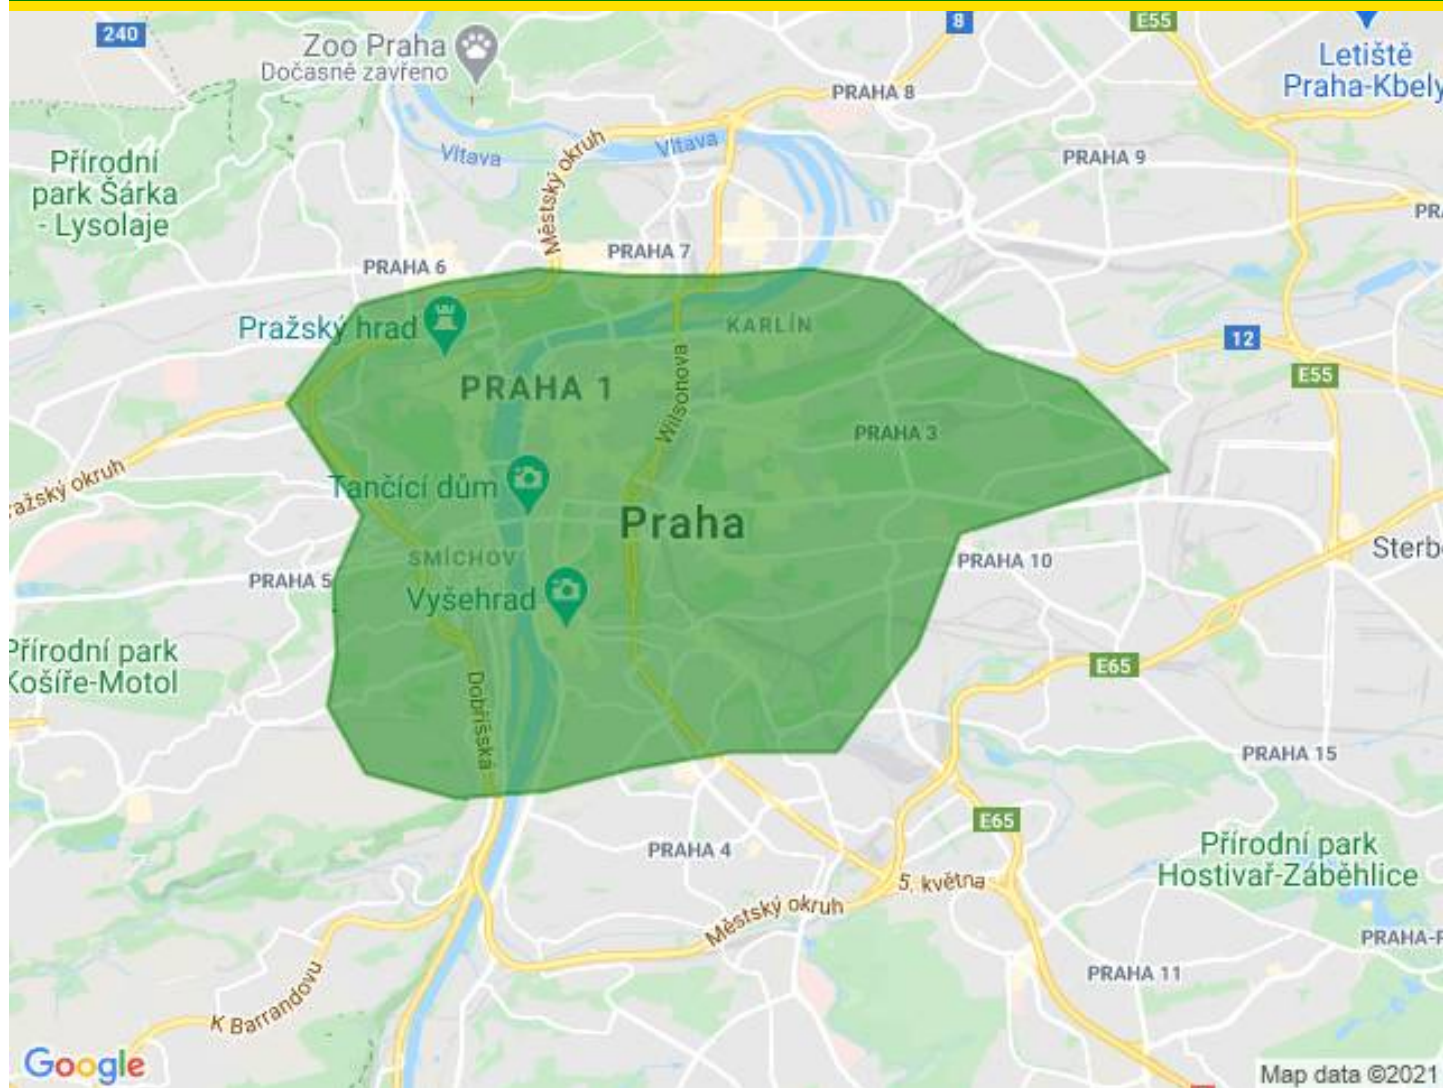 240
Zoo Praha
Dočasně zavřeno
8
E55
Letiště
Praha-Kbely
PRAHA 8
Přírodní
park Šárka
- Lysolaje
Vltava
Městský okruh
Vltava
PRAHA 9
PRAHA 6
PRAHA 7
Pražský hrad
KARLÍN
12
E55
PRAHA 1
Wilsonova
PRAHA 3
ražský okruh
Tančící dům
Praha
Sterb
SMÍCHOV
PRAHA 5
PRAHA 10
Vyšehrad
Přírodní park
Košíře-Motol
E65
Dobříšská
PRAHA 15
E65
PRAHA 4
Přírodní park
Hostivař-Záběhlice
5. května
Městský okruh
PRAHA 11
K Barrandovu
Google
Map data ©2021